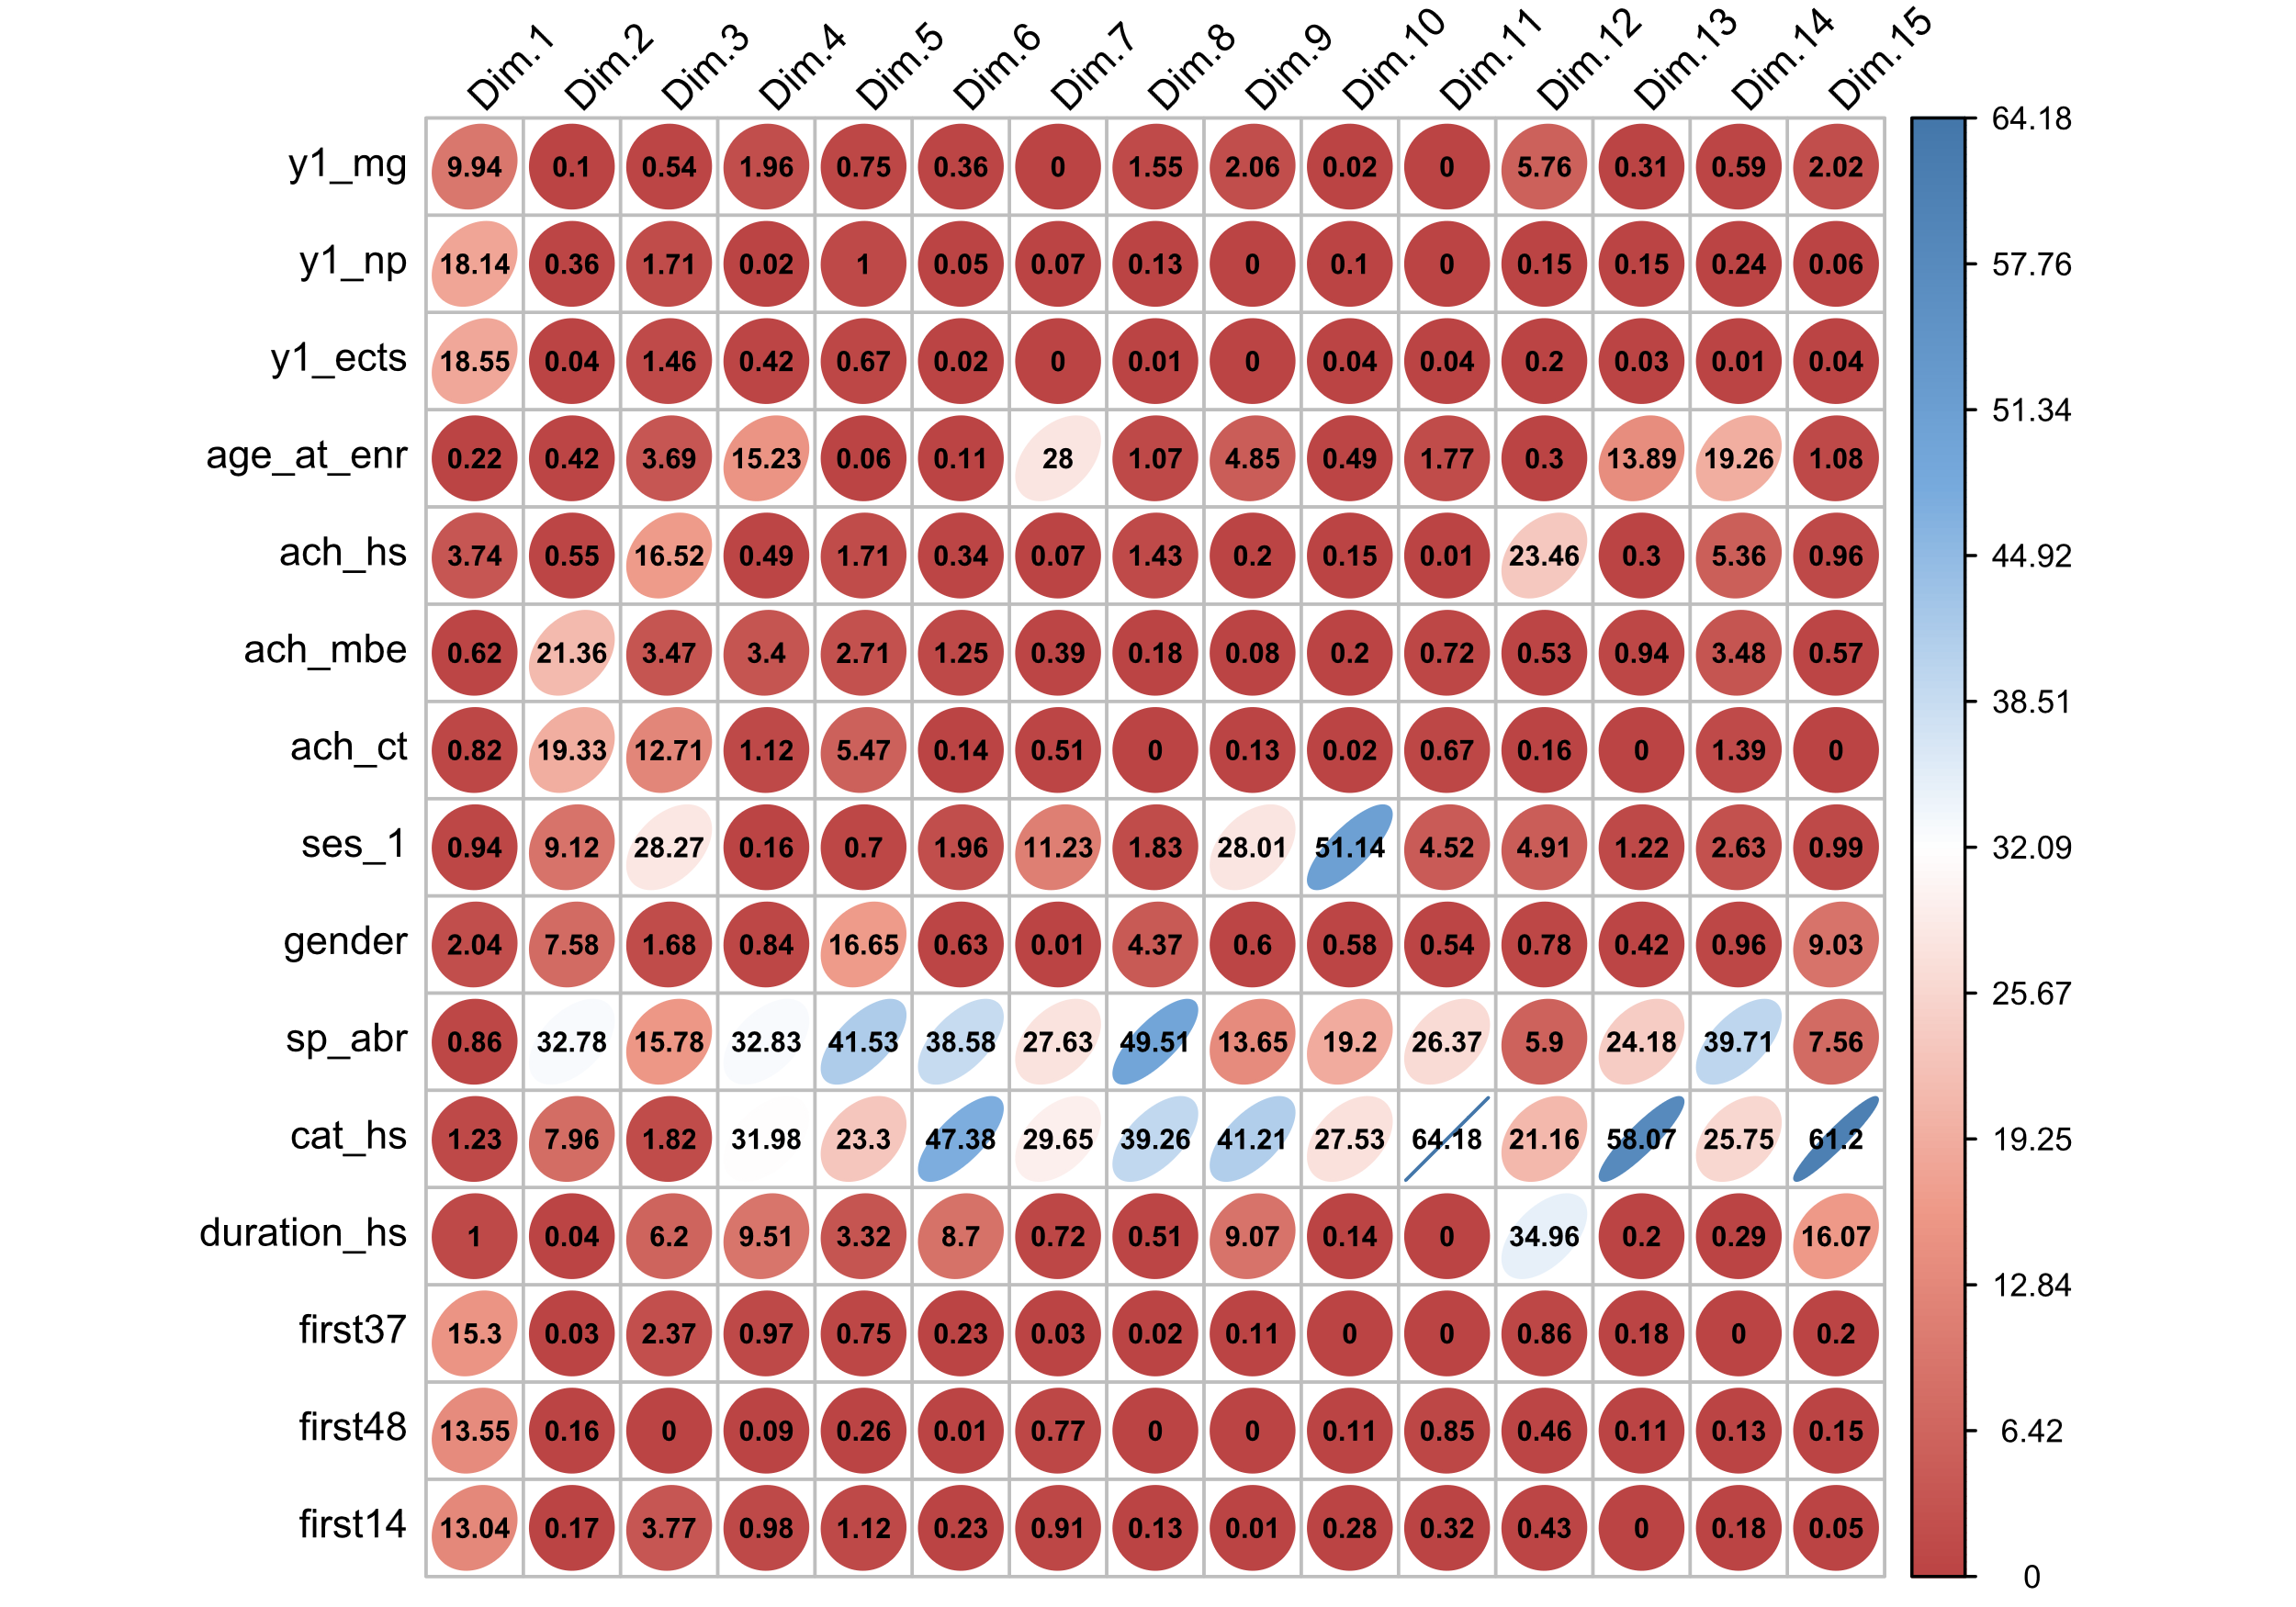 Dim.1 Dim.2 Dim.3 Dim.4 Dim.5 Dim.6 Dim.7 Dim.8 Dim.9 Dim.10 Dim.11 Dim.12 Dim.13 Dim.14 Dim.15
y1_mg 9.94 0.1 0.54 1.96 0.75 0.36 0 1.55 2.06 0.02 0 5.76 0.31 0.59 2.02
y1_np 18.14 0.36 1.71 0.02 1 0.05 0.07 0.13 0 0.1 0 0.15 0.15 0.24 0.06
y1_ects 18.55 0.04 1.46 0.42 0.67 0.02 0 0.01 0 0.04 0.04 0.2 0.03 0.01 0.04
age_at_enr 0.22 0.42 3.69 15.23 0.06 0.11 28 1.07 4.85 0.49 1.77 0.3 13.89 19.26 1.08
ach_hs 3.74 0.55 16.52 0.49 1.71 0.34 0.07 1.43 0.2 0.15 0.01 23.46 0.3 5.36 0.96
ach_mbe 0.62 21.36 3.47 3.4 2.71 1.25 0.39 0.18 0.08 0.2 0.72 0.53 0.94 3.48 0.57
ach_ct 0.82 19.33 12.71 1.12 5.47 0.14 0.51 0 0.13 0.02 0.67 0.16 0 1.39 0
ses_1 0.94 9.12 28.27 0.16 0.7 1.96 11.23 1.83 28.01 51.14 4.52 4.91 1.22 2.63 0.99
gender 2.04 7.58 1.68 0.84 16.65 0.63 0.01 4.37 0.6 0.58 0.54 0.78 0.42 0.96 9.03
sp_abr 0.86 32.78 15.78 32.83 41.53 38.58 27.63 49.51 13.65 19.2 26.37 5.9 24.18 39.71 7.56
cat_hs 1.23 7.96 1.82 31.98 23.3 47.38 29.65 39.26 41.21 27.53 64.18 21.16 58.07 25.75 61.2
duration_hs 1 0.04 6.2 9.51 3.32 8.7 0.72 0.51 9.07 0.14 0 34.96 0.2 0.29 16.07
first37 15.3 0.03 2.37 0.97 0.75 0.23 0.03 0.02 0.11 0 0 0.86 0.18 0 0.2
first48 13.55 0.16 0 0.09 0.26 0.01 0.77 0 0 0.11 0.85 0.46 0.11 0.13 0.15
first14 13.04 0.17 3.77 0.98 1.12 0.23 0.91 0.13 0.01 0.28 0.32 0.43 0 0.18 0.05
64.18
57.76
51.34
44.92
38.51
32.09
25.67
19.25
12.84
6.42
0